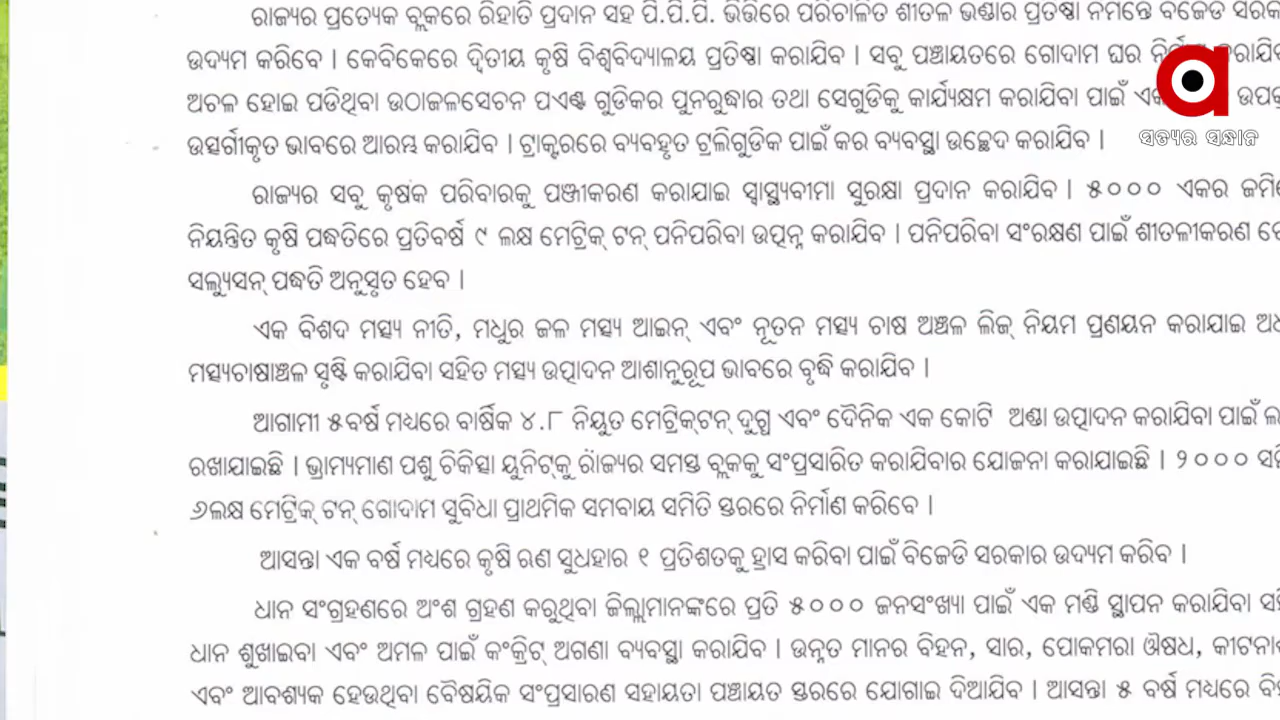 ରାଜ୍ୟର ପ୍ରତ୍ୟେକ ବ୍ଲକରେ ରିହାତି ପ୍ରଦାନ ସହ ପି.ପି.ପି. ଭିତ୍ତିରେ ପରିଚାଳିତ ଶୀତଳ ଭଣ୍ଡାର ପ୍ରତିଷ୍ଠା ନିମନ୍ତେ ବିଜେଡି
ଉଦ୍ୟମ କରିବେ । କେବିକେରେ ଦ୍ୱିତୀୟ କୃଷି ବିଶ୍ୱବିଦ୍ୟାଳୟ ପ୍ରତିଷ୍ଠା କରାଯିବ । ସବୁ ପଞ୍ଚାୟତରେ ଗୋଦାମ ଘର
ଅଚଳ ହୋଇ ପଡିଥିବା ଉଠାଜଳସେଚନ ପଏଣ୍ଟ ଗୁଡିକର ପୁନରୁଦ୍ଧାର ତଥା ସେଗୁଡିକୁ କାର୍ଯ୍ୟକ୍ଷମ କରାଯିବା ପାଇଁ
ଉତ୍ସର୍ଗୀକୃତ ଭାବରେ ଆରମ୍ଭ କରାଯିବ । ଟ୍ରାକ୍ଟରରେ ବ୍ୟବହୃତ ଟ୍ରଲିଗୁଡିକ ପାଇଁ କର ବ୍ୟବସ୍ଥା ଉଚ୍ଛେଦ କରାଯିବ ।
ସତ୍ୟର ସନ୍ଧାନ
ରାଜ୍ୟର ସବୁ କୃଷକ ପରିବାରକୁ ପଞ୍ଜୀକରଣ କରାଯାଇ ସ୍ୱାସ୍ଥ୍ୟବୀମା ସୁରକ୍ଷା ପ୍ରଦାନ କରାଯିବ । ୫୦୦୦ ଏକର
ନିୟନ୍ତ୍ରିତ କୃଷି ପଦ୍ଧତିରେ ପ୍ରତିବର୍ଷ ୯ ଲକ୍ଷ ମେଟ୍ରିକ୍ ଟନ୍ ପନିପରିବା ଉତ୍ପନ୍ନ କରାଯିବ । ପନିପରିବା ସଂରକ୍ଷଣ ପାଇଁ ଶୀତଳୀକରଣ
ସଲ୍ୟୁସନ୍ ପଦ୍ଧତି ଅନୁସୃତ ହେବ ।
ଏକ ବିଶଦ ମତ୍ସ୍ୟ ନୀତି, ମଧୁର ଜଳ ମତ୍ସ୍ୟ ଆଇନ୍ ଏବଂ ନୂତନ ମତ୍ସ୍ୟ ଚାଷ ଅଞ୍ଚଳ ଲିଜ୍ ନିୟମ ପ୍ରଣୟନ କରାଯାଇ
ମତ୍ସ୍ୟଚାଷାଞ୍ଚଳ ସୃଷ୍ଟି କରାଯିବା ସହିତ ମତ୍ସ୍ୟ ଉତ୍ପାଦନ ଆଶାନୁରୂପ ଭାବରେ ବୃଦ୍ଧି କରାଯିବ ।
ଆଗାମୀ ୫ବର୍ଷ ମଧ୍ୟରେ ବାର୍ଷିକ ୪.୮ ନିୟୁତ ମେଟ୍ରିକ୍‌ଟନ୍ ଦୁଗ୍ଧ ଏବଂ ଦୈନିକ ଏକ କୋଟି ଅଣ୍ଡା ଉତ୍ପାଦନ କରାଯିବା ପାଇଁ
ରଖାଯାଇଛି । ଭ୍ରାମ୍ୟମାଣ ପଶୁ ଚିକିତ୍ସା ୟୁନିଟ୍‌କୁ ରାଜ୍ୟର ସମସ୍ତ ବ୍ଲକକୁ ସଂପ୍ରସାରିତ କରାଯିବାର ଯୋଜନା କରାଯାଇଛି । ୨୦୦୦
୬ଲକ୍ଷ ମେଟ୍ରିକ୍ ଟନ୍ ଗୋଦାମ ସୁବିଧା ପ୍ରାଥମିକ ସମବାୟ ସମିତି ସ୍ତରରେ ନିର୍ମାଣ କରିବେ ।
ଆସନ୍ତା ଏକ ବର୍ଷ ମଧ୍ୟରେ କୃଷି ଋଣ ସୁଧହାର ୧ ପ୍ରତିଶତକୁ ହ୍ରାସ କରିବା ପାଇଁ ବିଜେଡି ସରକାର ଉଦ୍ୟମ କରିବ ।
ଧାନ ସଂଗ୍ରହଣରେ ଅଂଶ ଗ୍ରହଣ କରୁଥିବା ଜିଲ୍ଲାମାନଙ୍କରେ ପ୍ରତି ୫୦୦୦ ଜନସଂଖ୍ୟା ପାଇଁ ଏକ ମଣ୍ଡି ସ୍ଥାପନ କରାଯିବା
ଧାନ ଶୁଖାଇବା ଏବଂ ଅମଳ ପାଇଁ କଂକ୍ରିଟ୍ ଅଗଣା ବ୍ୟବସ୍ଥା କରାଯିବ । ଉନ୍ନତ ମାନର ବିହନ, ସାର, ପୋକମରା ଔଷଧ,
ଏବଂ ଆବଶ୍ୟକ ହେଉଥିବା ବୈଷୟିକ ସଂପ୍ରସାରଣ ସହାୟତା ପଞ୍ଚାୟତ ସ୍ତରରେ ଯୋଗାଇ ଦିଆଯିବ । ଆସନ୍ତା ୫ ବର୍ଷ ମଧ୍ୟରେ